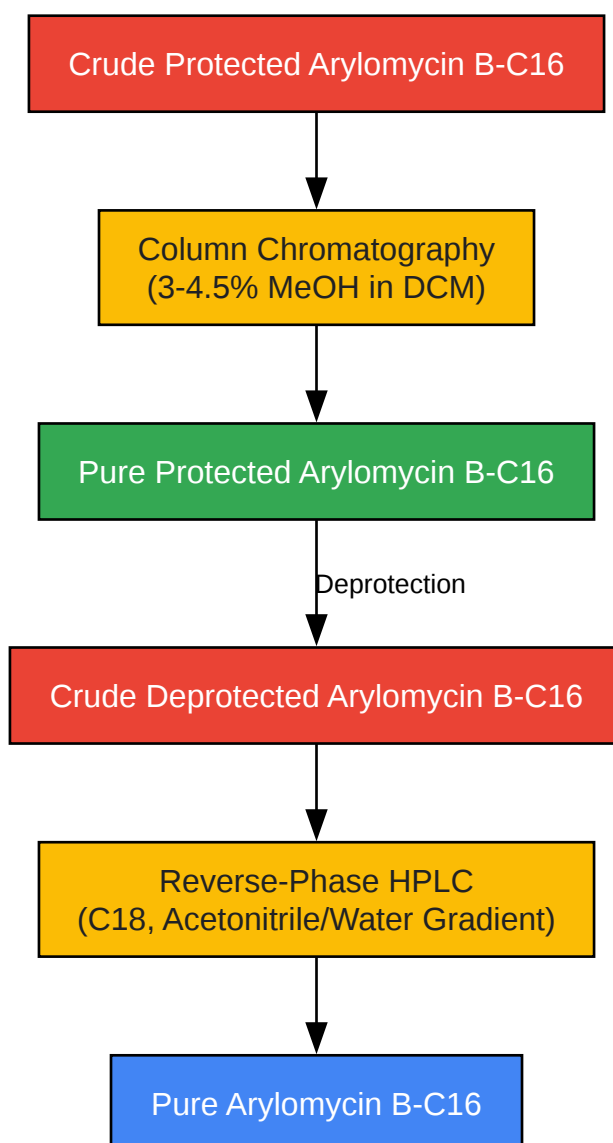 Crude Protected Arylomycin B-C16
Column Chromatography
(3-4.5% MeOH in DCM)
Pure Protected Arylomycin B-C16
Deprotection
Crude Deprotected Arylomycin B-C16
Reverse-Phase HPLC
(C18, Acetonitrile/Water Gradient)
Pure Arylomycin B-C16